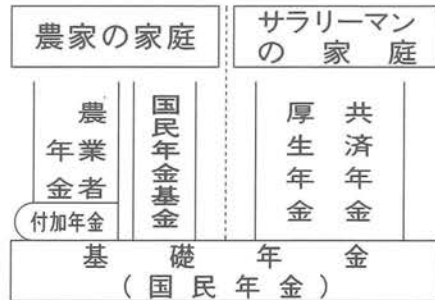 農家の家庭
サラリーマン
の家庭
農業者
年金
付加年金
国民年金基金
厚生年金
共済年金
基礎年金
(国民年金)